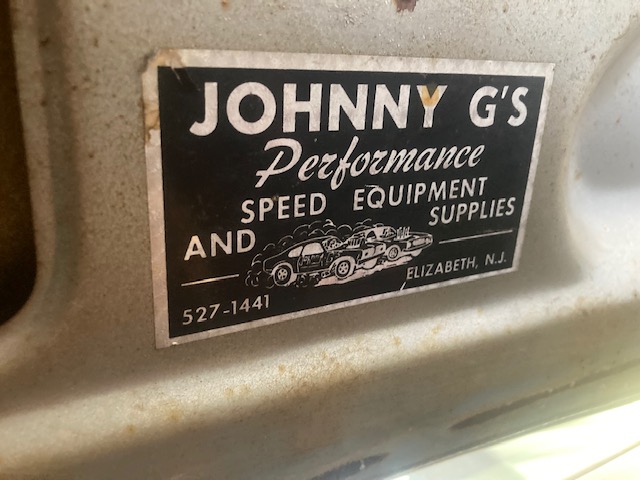 JOHNNY G'S
Performance
SPEED EQUIPMENT
AND SUPPLIES
ELIZABETH, N.J.
527-1441